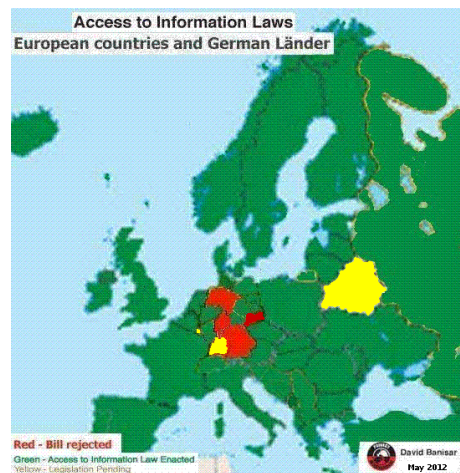 Access to Information Laws
European countries and German Länder
Red - Bill rejected
Green - Access to Information Law Enacted
Yellow - Legislation Pending
David Banisar
May 2012